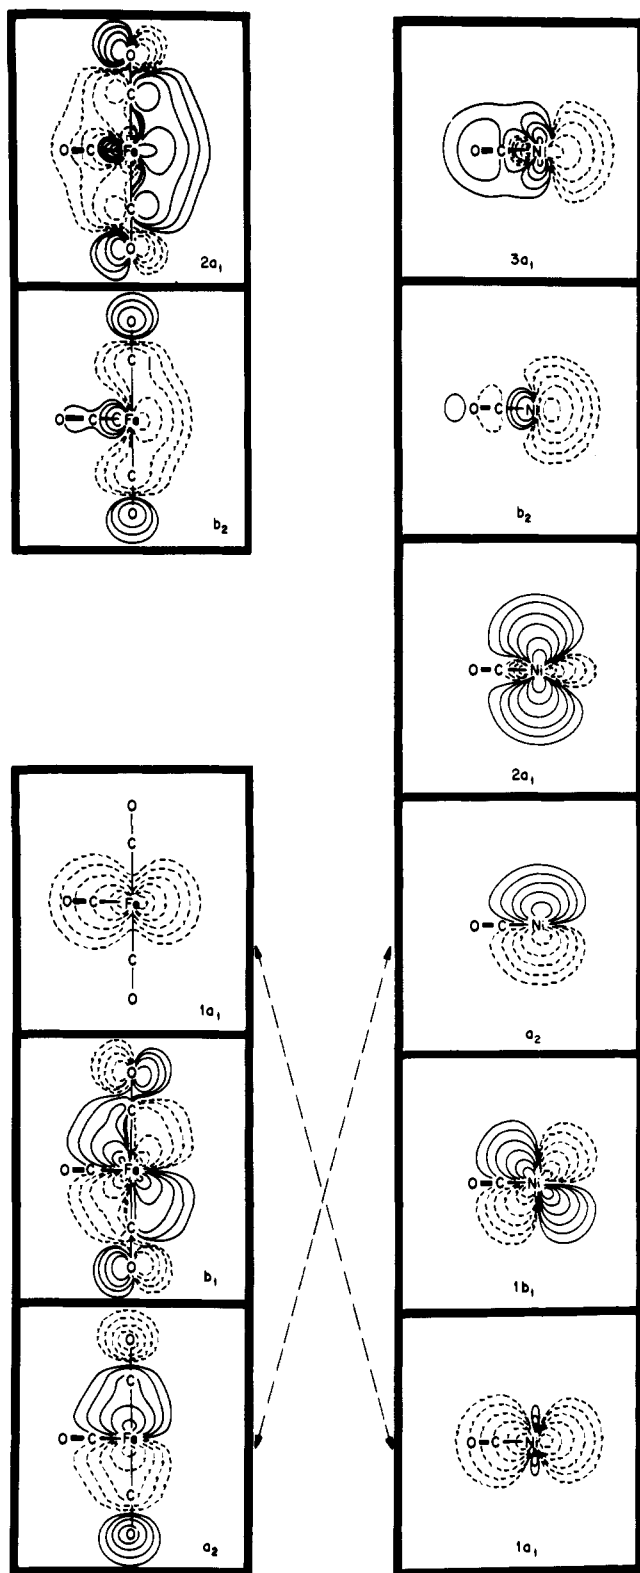 O
C
O=C-Fe
C
O
2a₁
O
C
O=C-Fe
C
O
b₂
O
C
O=C-Fe
C
O
1a₁
O
C
O=C-Fe
C
O
b₁
O
C
O=C-Fe
C
O
a₂
O=C-Ni
3a₁
O=C-Ni
b₂
O=C-Ni
2a₁
O=C-Ni
a₂
O=C-Ni
1b₁
O=C-Ni
1a₁